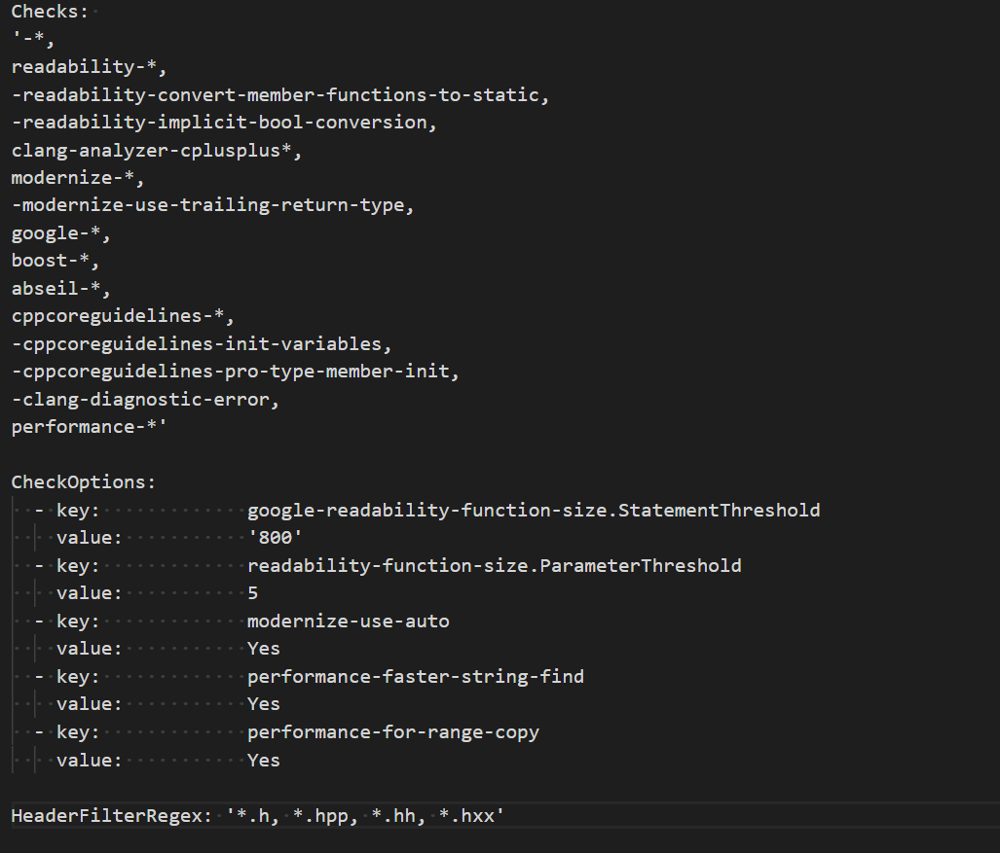 Checks:
'-*,
readability-*,
-readability-convert-member-functions-to-static,
-readability-implicit-bool-conversion,
clang-analyzer-cplusplus*,
modernize-*,
-modernize-use-trailing-return-type,
google-*,
boost-*,
abseil-*,
cppcoreguidelines-*,
-cppcoreguidelines-init-variables,
-cppcoreguidelines-pro-type-member-init,
-clang-diagnostic-error,
performance-*'

CheckOptions:
  - key:             google-readability-function-size.StatementThreshold
    value:           '800'
  - key:             readability-function-size.ParameterThreshold
    value:           5
  - key:             modernize-use-auto
    value:           Yes
  - key:             performance-faster-string-find
    value:           Yes
  - key:             performance-for-range-copy
    value:           Yes

HeaderFilterRegex: '*.h, *.hpp, *.hh, *.hxx'